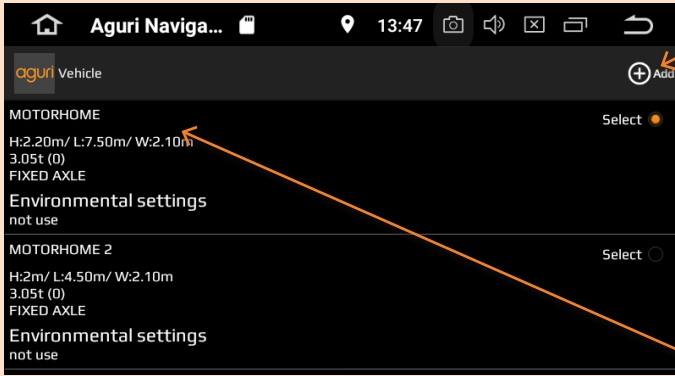 Aguri Naviga... 13:47
aguri Vehicle Add
MOTORHOME
Select
H:2.20m/ L:7.50m/ W:2.10m
3.05t (0)
FIXED AXLE
Environmental settings
not use
MOTORHOME 2
Select
H:2m/ L:4.50m/ W:2.10m
3.05t (0)
FIXED AXLE
Environmental settings
not use